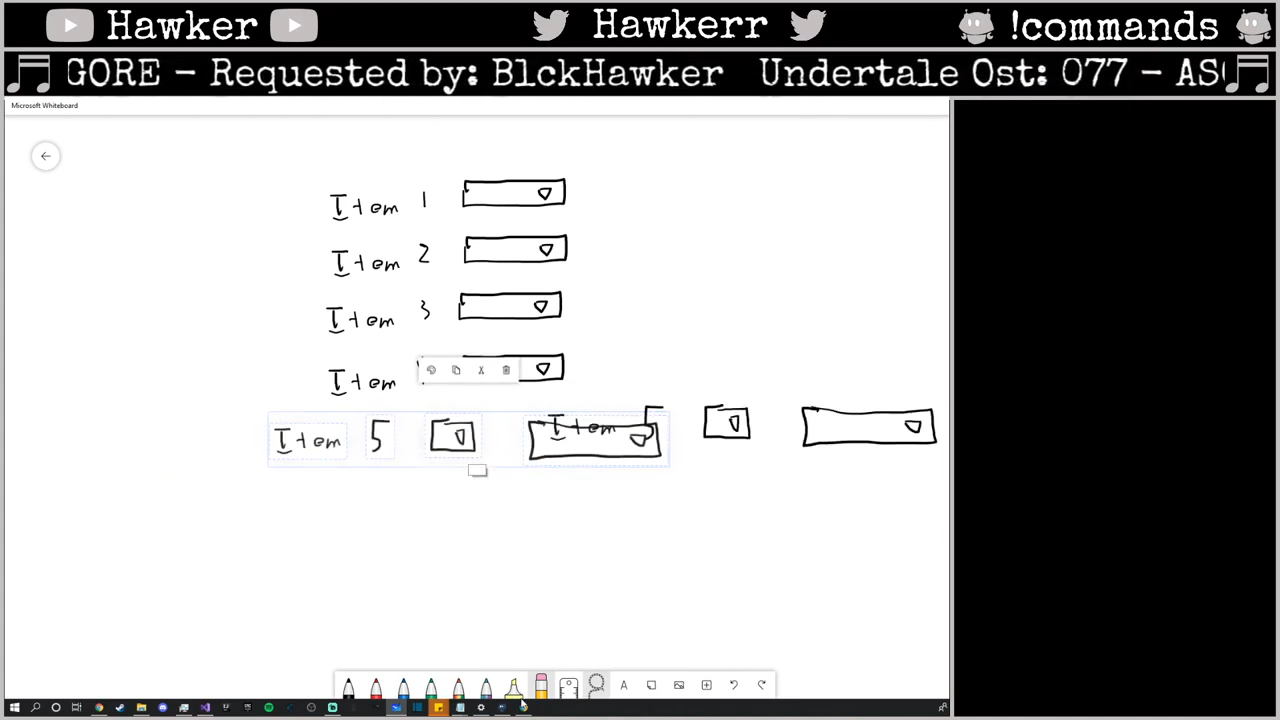 Hawker
Hawkerr
!commands
GORE - Requested by: BlckHawker Undertale Ost: 077 - AS
Microsoft Whiteboard
Item 1
Item 2
Item 3
Item
Item 5
Item 5
A